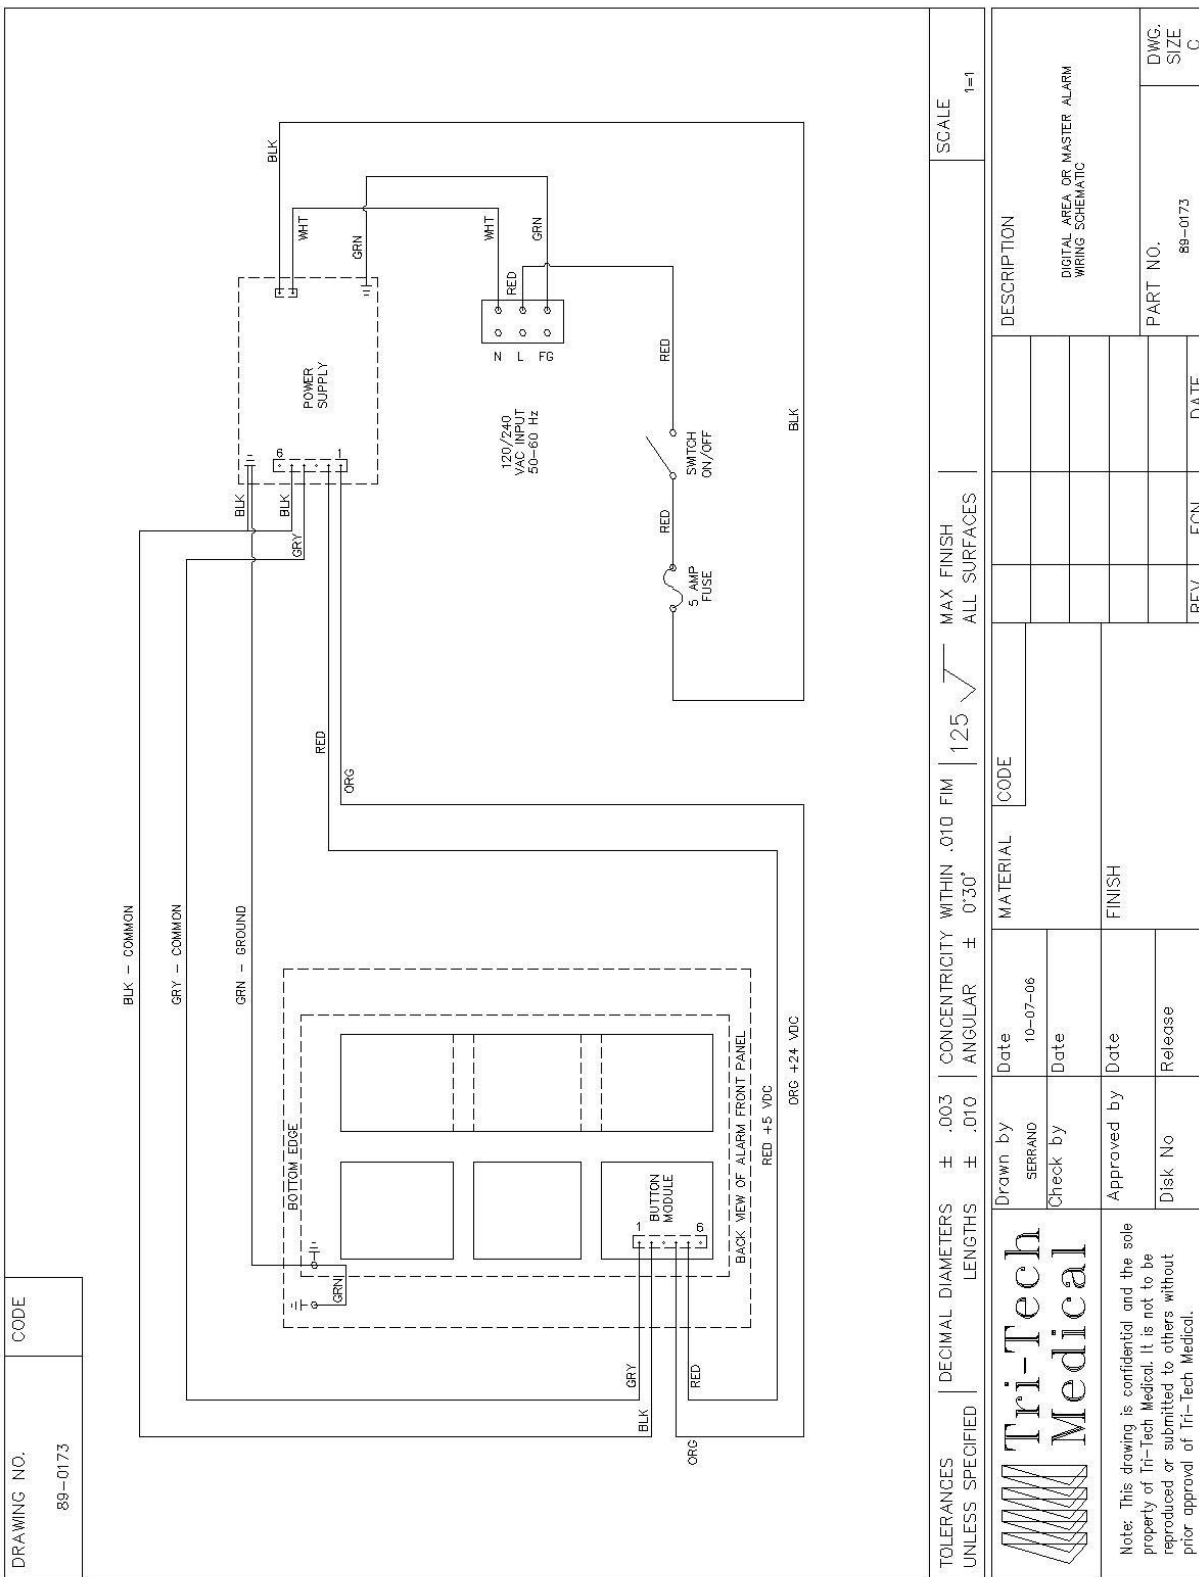 DRAWING NO.
89-0173
CODE
BLK - COMMON
GRY - COMMON
GRN - GROUND
BLK
BLK
GRY
6
1
POWER
SUPPLY
BLK
WHT
GRN
WHT
RED
GRN
N
L
FG
120/240
VAC INPUT
50-60 Hz
RED
ORG
RED
SWITCH
ON/OFF
RED
5 AMP
FUSE
BLK
BOTTOM EDGE
GRN
1
BUTTON
MODULE
6
BACK VIEW OF ALARM FRONT PANEL
RED +5 VDC
ORG +24 VDC
GRY
BLK
RED
ORG
TOLERANCES
UNLESS SPECIFIED
DECIMAL DIAMETERS ± .003
LENGTHS ± .010
CONCENTRICITY WITHIN .010 FIM
ANGULAR ± 0°30'
125
MAX FINISH
ALL SURFACES
SCALE
1=1
Tri-Tech
Medical
Note: This drawing is confidential and the sole
property of Tri-Tech Medical. It is not to be
reproduced or submitted to others without
prior approval of Tri-Tech Medical.
Drawn by
SERRANO
Date
10-07-06
Check by
Date
Approved by
Date
Disk No
Release
MATERIAL
CODE
FINISH
REV
ECN
DATE
DESCRIPTION
DIGITAL AREA OR MASTER ALARM
WIRING SCHEMATIC
PART NO.
89-0173
DWG.
SIZE
C